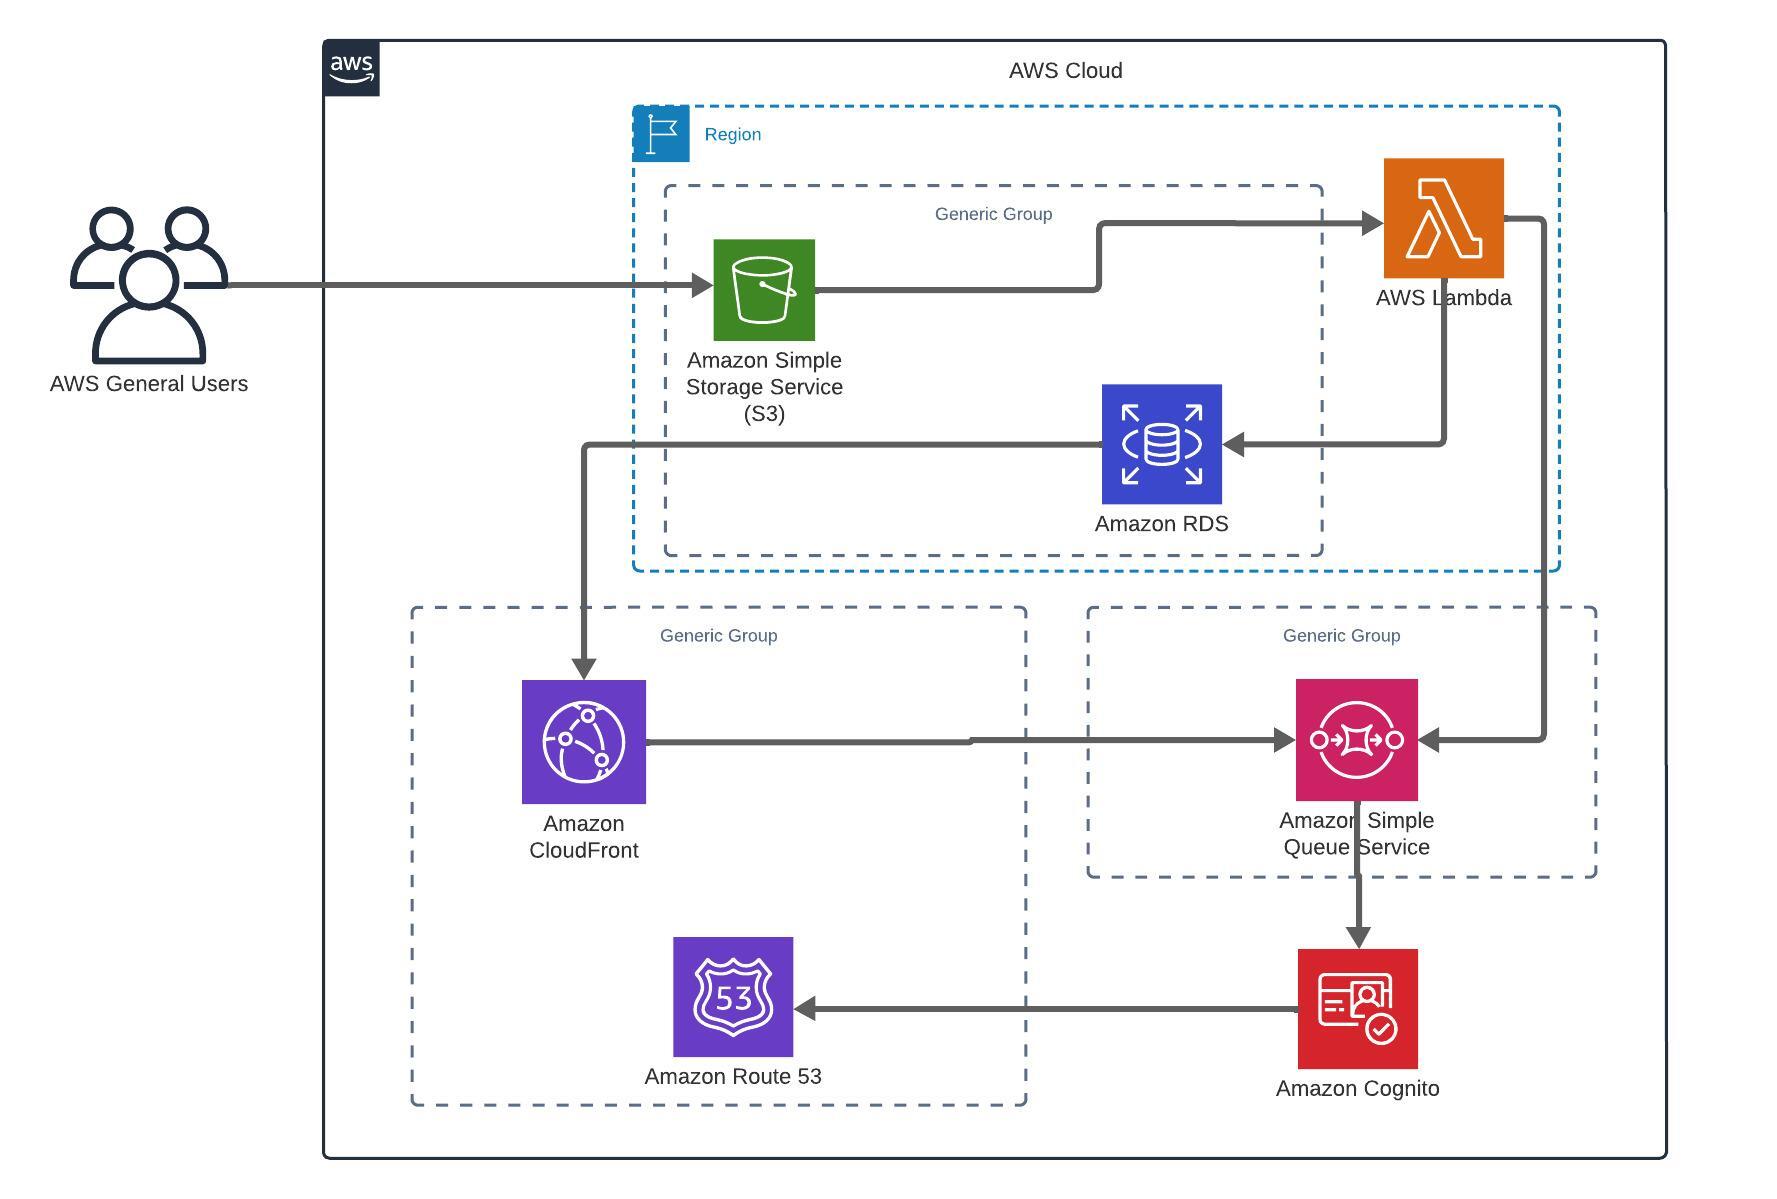 aws
AWS Cloud
Region
Generic Group
AWS Lambda
Amazon Simple
Storage Service
(S3)
AWS General Users
Amazon RDS
Generic Group
Generic Group
Amazon
CloudFront
Amazon Simple
Queue Service
53
Amazon Route 53
Amazon Cognito